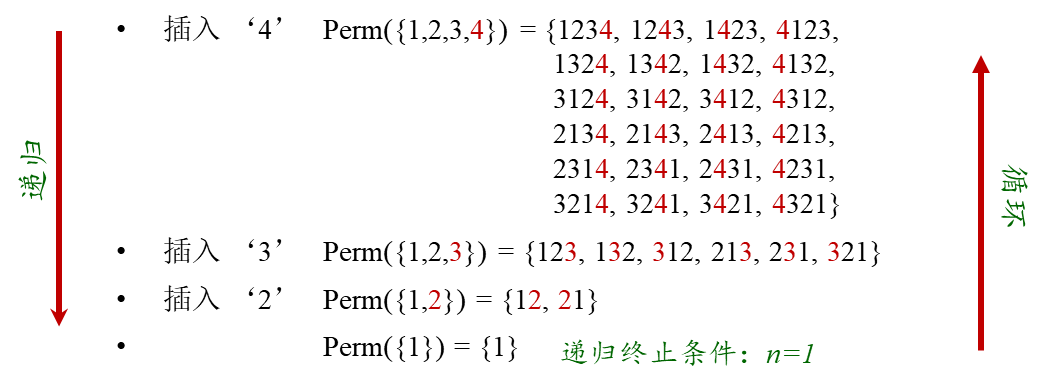 • 插入 ‘4’ Perm({1,2,3,4}) = {1234, 1243, 1423, 4123,
1324, 1342, 1432, 4132,
3124, 3142, 3412, 4312,
2134, 2143, 2413, 4213,
2314, 2341, 2431, 4231,
3214, 3241, 3421, 4321}
递归
循环
• 插入 ‘3’ Perm({1,2,3}) = {123, 132, 312, 213, 231, 321}
• 插入 ‘2’ Perm({1,2}) = {12, 21}
• Perm({1}) = {1} 递归终止条件：n=1